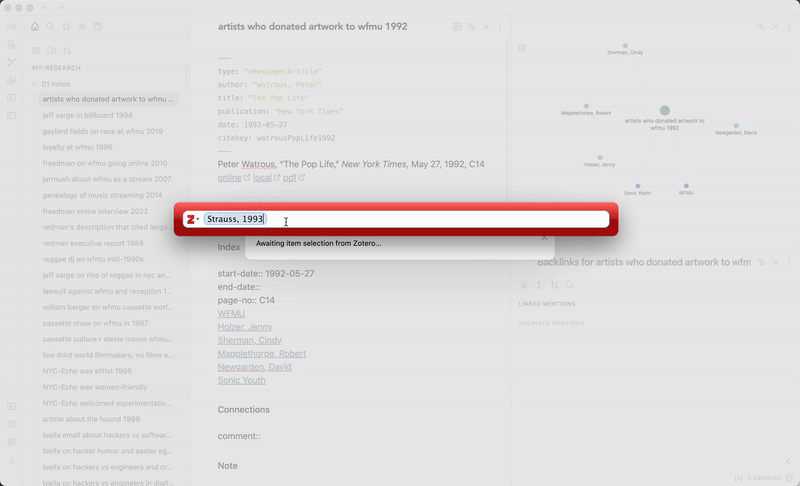 artists who donated artwork to wfmu 1992
MY-RESEARCH
01 notes
artists who donated artwork to wfmu ...
jeff sarge in billboard 1994
gaylord fields on race at wfmu 2019
loyalty at wfmu 1996
freedman on wfmu going online 2010
jarmush about wfmu as a stream 2007
genealogy of music streaming 2014
freedman entire interview 2022
redman's description that cited langs...
redman executive report 1988
reggae dj on wfmu mid-1990s
jeff sarge on rise of reggae in nyc an...
lawsuit against wfmu and reception 1...
william berger on wfmu cassette worl...
cassette show on wfmu in 1987
cassette culture r stevie moore wfmu...
few third world filmmakers, no films e...
NYC-Echo was elitist 1995
NYC-Echo was women-friendly
NYC-Echo welcomed experimentatio...
article about the hound 1989
biella email about hackers vs softwar...
biella on hacker humor and easter eg...
biella on hackers vs engineers and cr...
biella on hackers vs engineers in digit...
---
type: "newspaperArticle"
author: "Watrous, Peter"
title: "The Pop Life"
publication: "New York Times"
date: 1992-05-27
citekey: watrousPopLife1992
---
Peter Watrous, “The Pop Life,” New York Times, May 27, 1992, C14
online local pdf
Z Strauss, 1993
Awaiting item selection from Zotero...
Index
start-date:: 1992-05-27
end-date::
page-no:: C14
WFMU
Holzer, Jenny
Sherman, Cindy
Mapplethorpe, Robert
Newgarden, David
Sonic Youth
Connections
comment::
Note
Sherman, Cindy
Mapplethorpe, Robert
artists who donated artwork to
wfmu 1992
Newgarden, David
Holzer, Jenny
Sonic Youth
WFMU
Backlinks for artists who donated artwork to wfm
LINKED MENTIONS
UNLINKED MENTIONS
0 backlinks